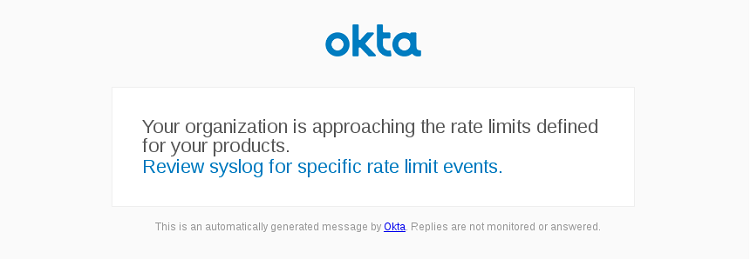 okta
Your organization is approaching the rate limits defined
for your products.
Review syslog for specific rate limit events.
This is an automatically generated message by Okta. Replies are not monitored or answered.